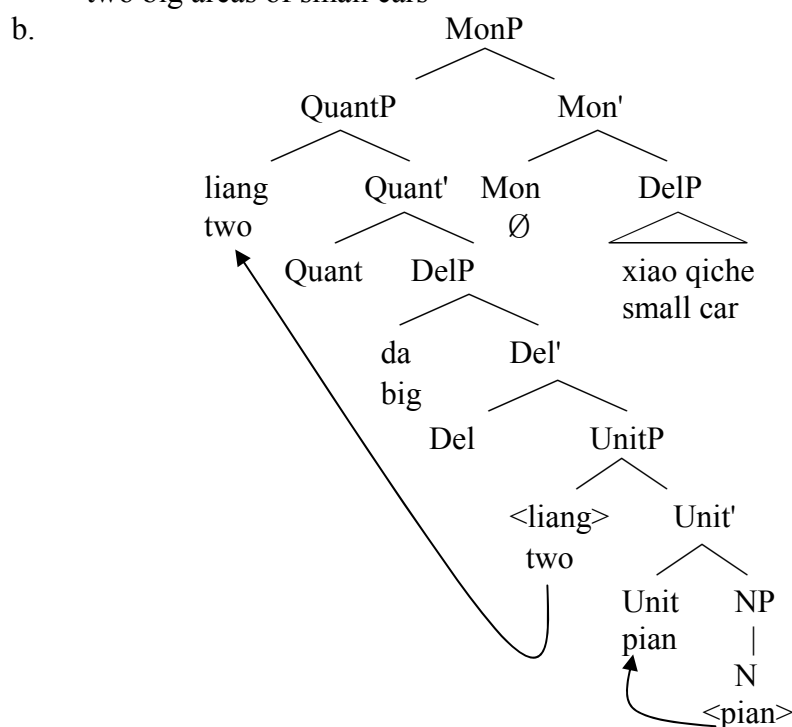 two big areas of small cars
b. MonP
QuantP Mon'
liang Quant' Mon DelP
two Ø
Quant DelP xiao qiche
small car
da Del'
big
Del UnitP
<liang> Unit'
two
Unit NP
pian
N
<pian>